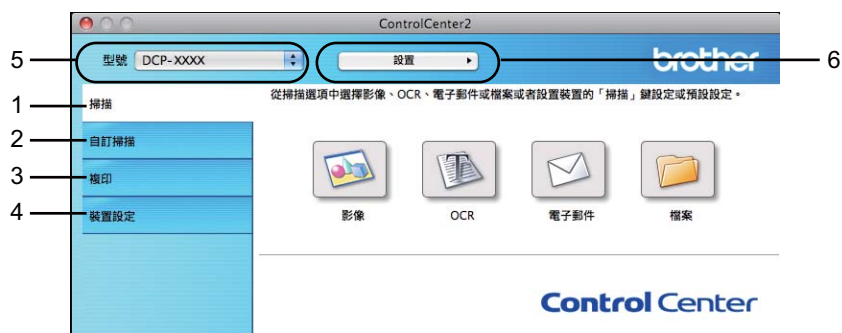 ControlCenter2
5
型號 DCP-XXXX
設置
brother
6
1
掃描
從掃描選項中選擇影像、OCR、電子郵件或檔案或者設置裝置的「掃描」鍵設定或預設設定。
2
自訂掃描
3
複印
4
裝置設定
影像
OCR
電子郵件
檔案
Control Center